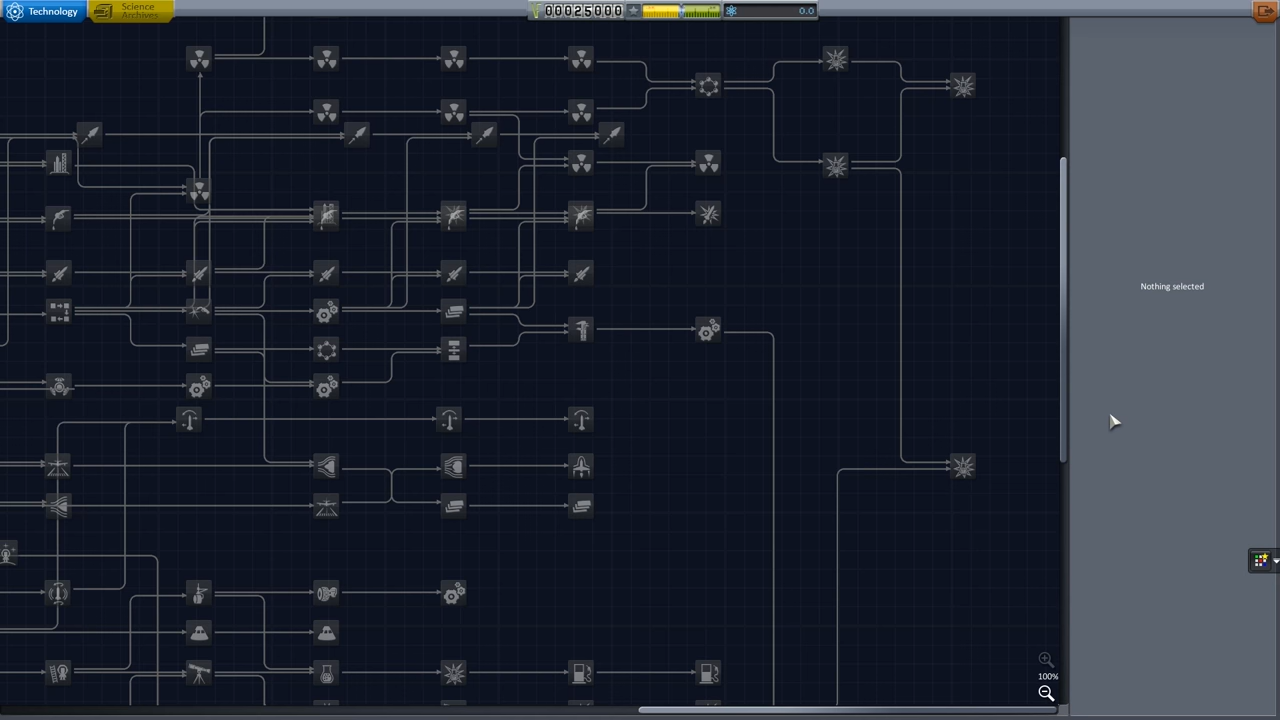 Technology
Science
Archives
00025000
0.0
Nothing selected
100%